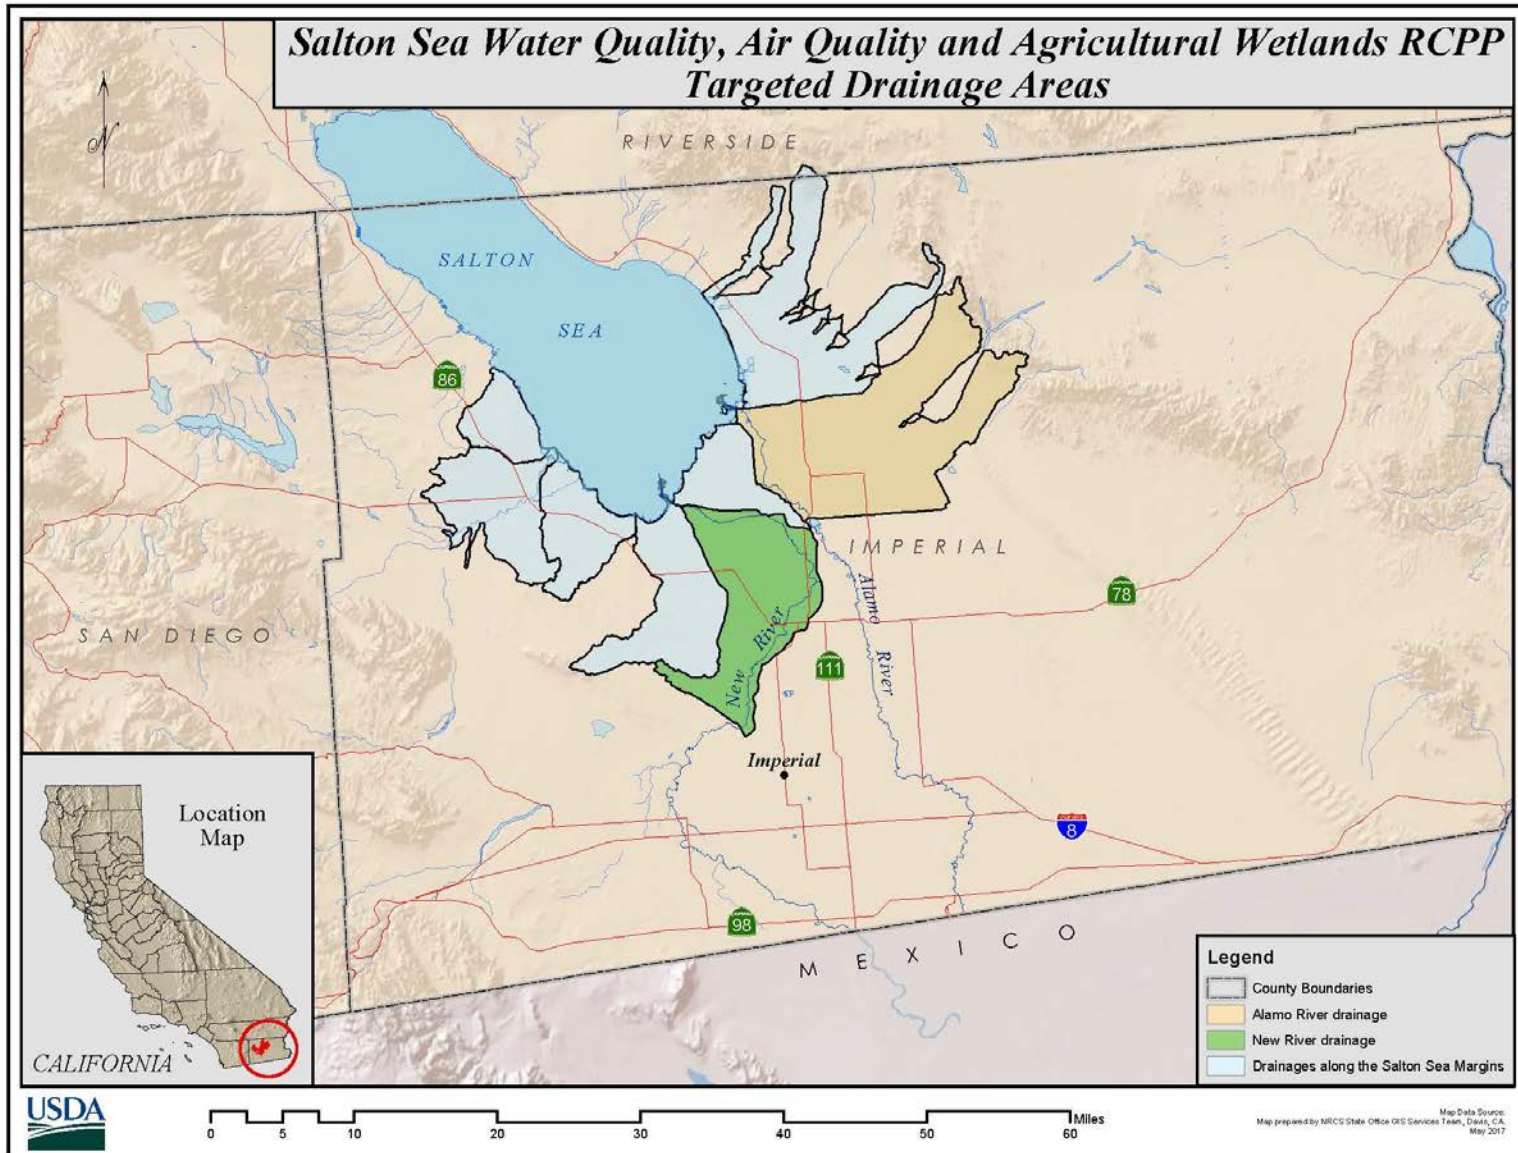 Salton Sea Water Quality, Air Quality and Agricultural Wetlands RCPP
Targeted Drainage Areas
N
RIVERSIDE
SALTON
SEA
86
IMPERIAL
Alamo
River
78
SAN DIEGO
New
River
111
Imperial
8
98
MEXICO
Location
Map
CALIFORNIA
Legend
County Boundaries
Alamo River drainage
New River drainage
Drainages along the Salton Sea Margins
USDA
0 5 10 20 30 40 50 60 Miles
Map Data Source:
Map prepared by NRCS State Office GIS Services Team, Davis, CA.
May 2017